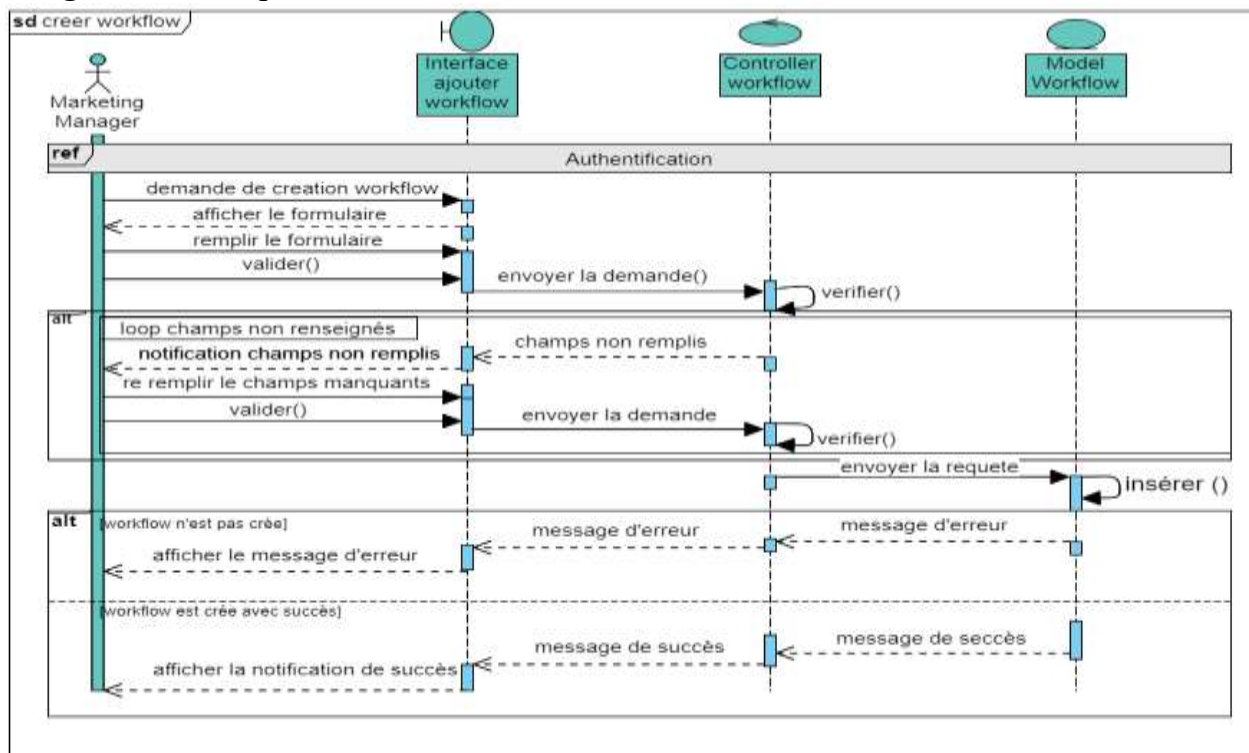 sd creer workflow
Interface
ajouter
workflow
Controller
workflow
Model
Workflow
Marketing
Manager
ref
Authentification
demande de creation workflow
afficher le formulaire
remplir le formulaire
valider()
envoyer la demande()
verifier()
alt
loop champs non renseignés
champs non remplis
notification champs non remplis
re remplir le champs manquants
valider()
envoyer la demande
verifier()
envoyer la requete
insérer ()
alt
[workflow n'est pas crèe]
message d'erreur
message d'erreur
afficher le message d'erreur
[workflow est crèe avec succès]
message de seccès
message de succès
afficher la notification de succès